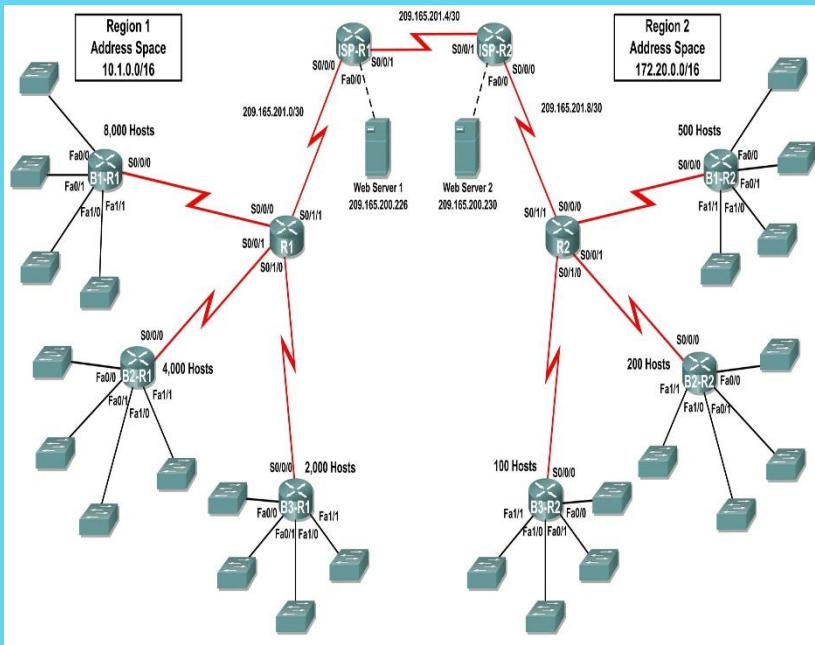 Region 1
Address Space
10.1.0.0/16
209.165.201.4/30
Region 2
Address Space
172.20.0.0/16
ISP-R1
S0/0/0
S0/0/1
Fa0/0
ISP-R2
S0/0/1
S0/0/0
Fa0/0
209.165.201.0/30
209.165.201.8/30
Web Server 1
209.165.200.226
Web Server 2
209.165.200.230
8,000 Hosts
Fa0/0
S0/0/0
B1-R1
Fa0/1
Fa1/0
Fa1/1
S0/0/0
S0/1/1
S0/0/1
R1
S0/1/0
S0/0/0
B2-R1
4,000 Hosts
Fa0/0
Fa0/1
Fa1/0
Fa1/1
S0/0/0
2,000 Hosts
B3-R1
Fa0/0
Fa0/1
Fa1/0
Fa1/1
500 Hosts
S0/0/0
Fa0/0
B1-R2
Fa0/1
Fa1/1
Fa1/0
S0/0/0
S0/1/1
R2
S0/0/1
S0/1/0
S0/0/0
200 Hosts
B2-R2
Fa0/0
Fa1/1
Fa1/0
Fa0/1
100 Hosts
S0/0/0
B3-R2
Fa1/1
Fa0/0
Fa1/0
Fa0/1